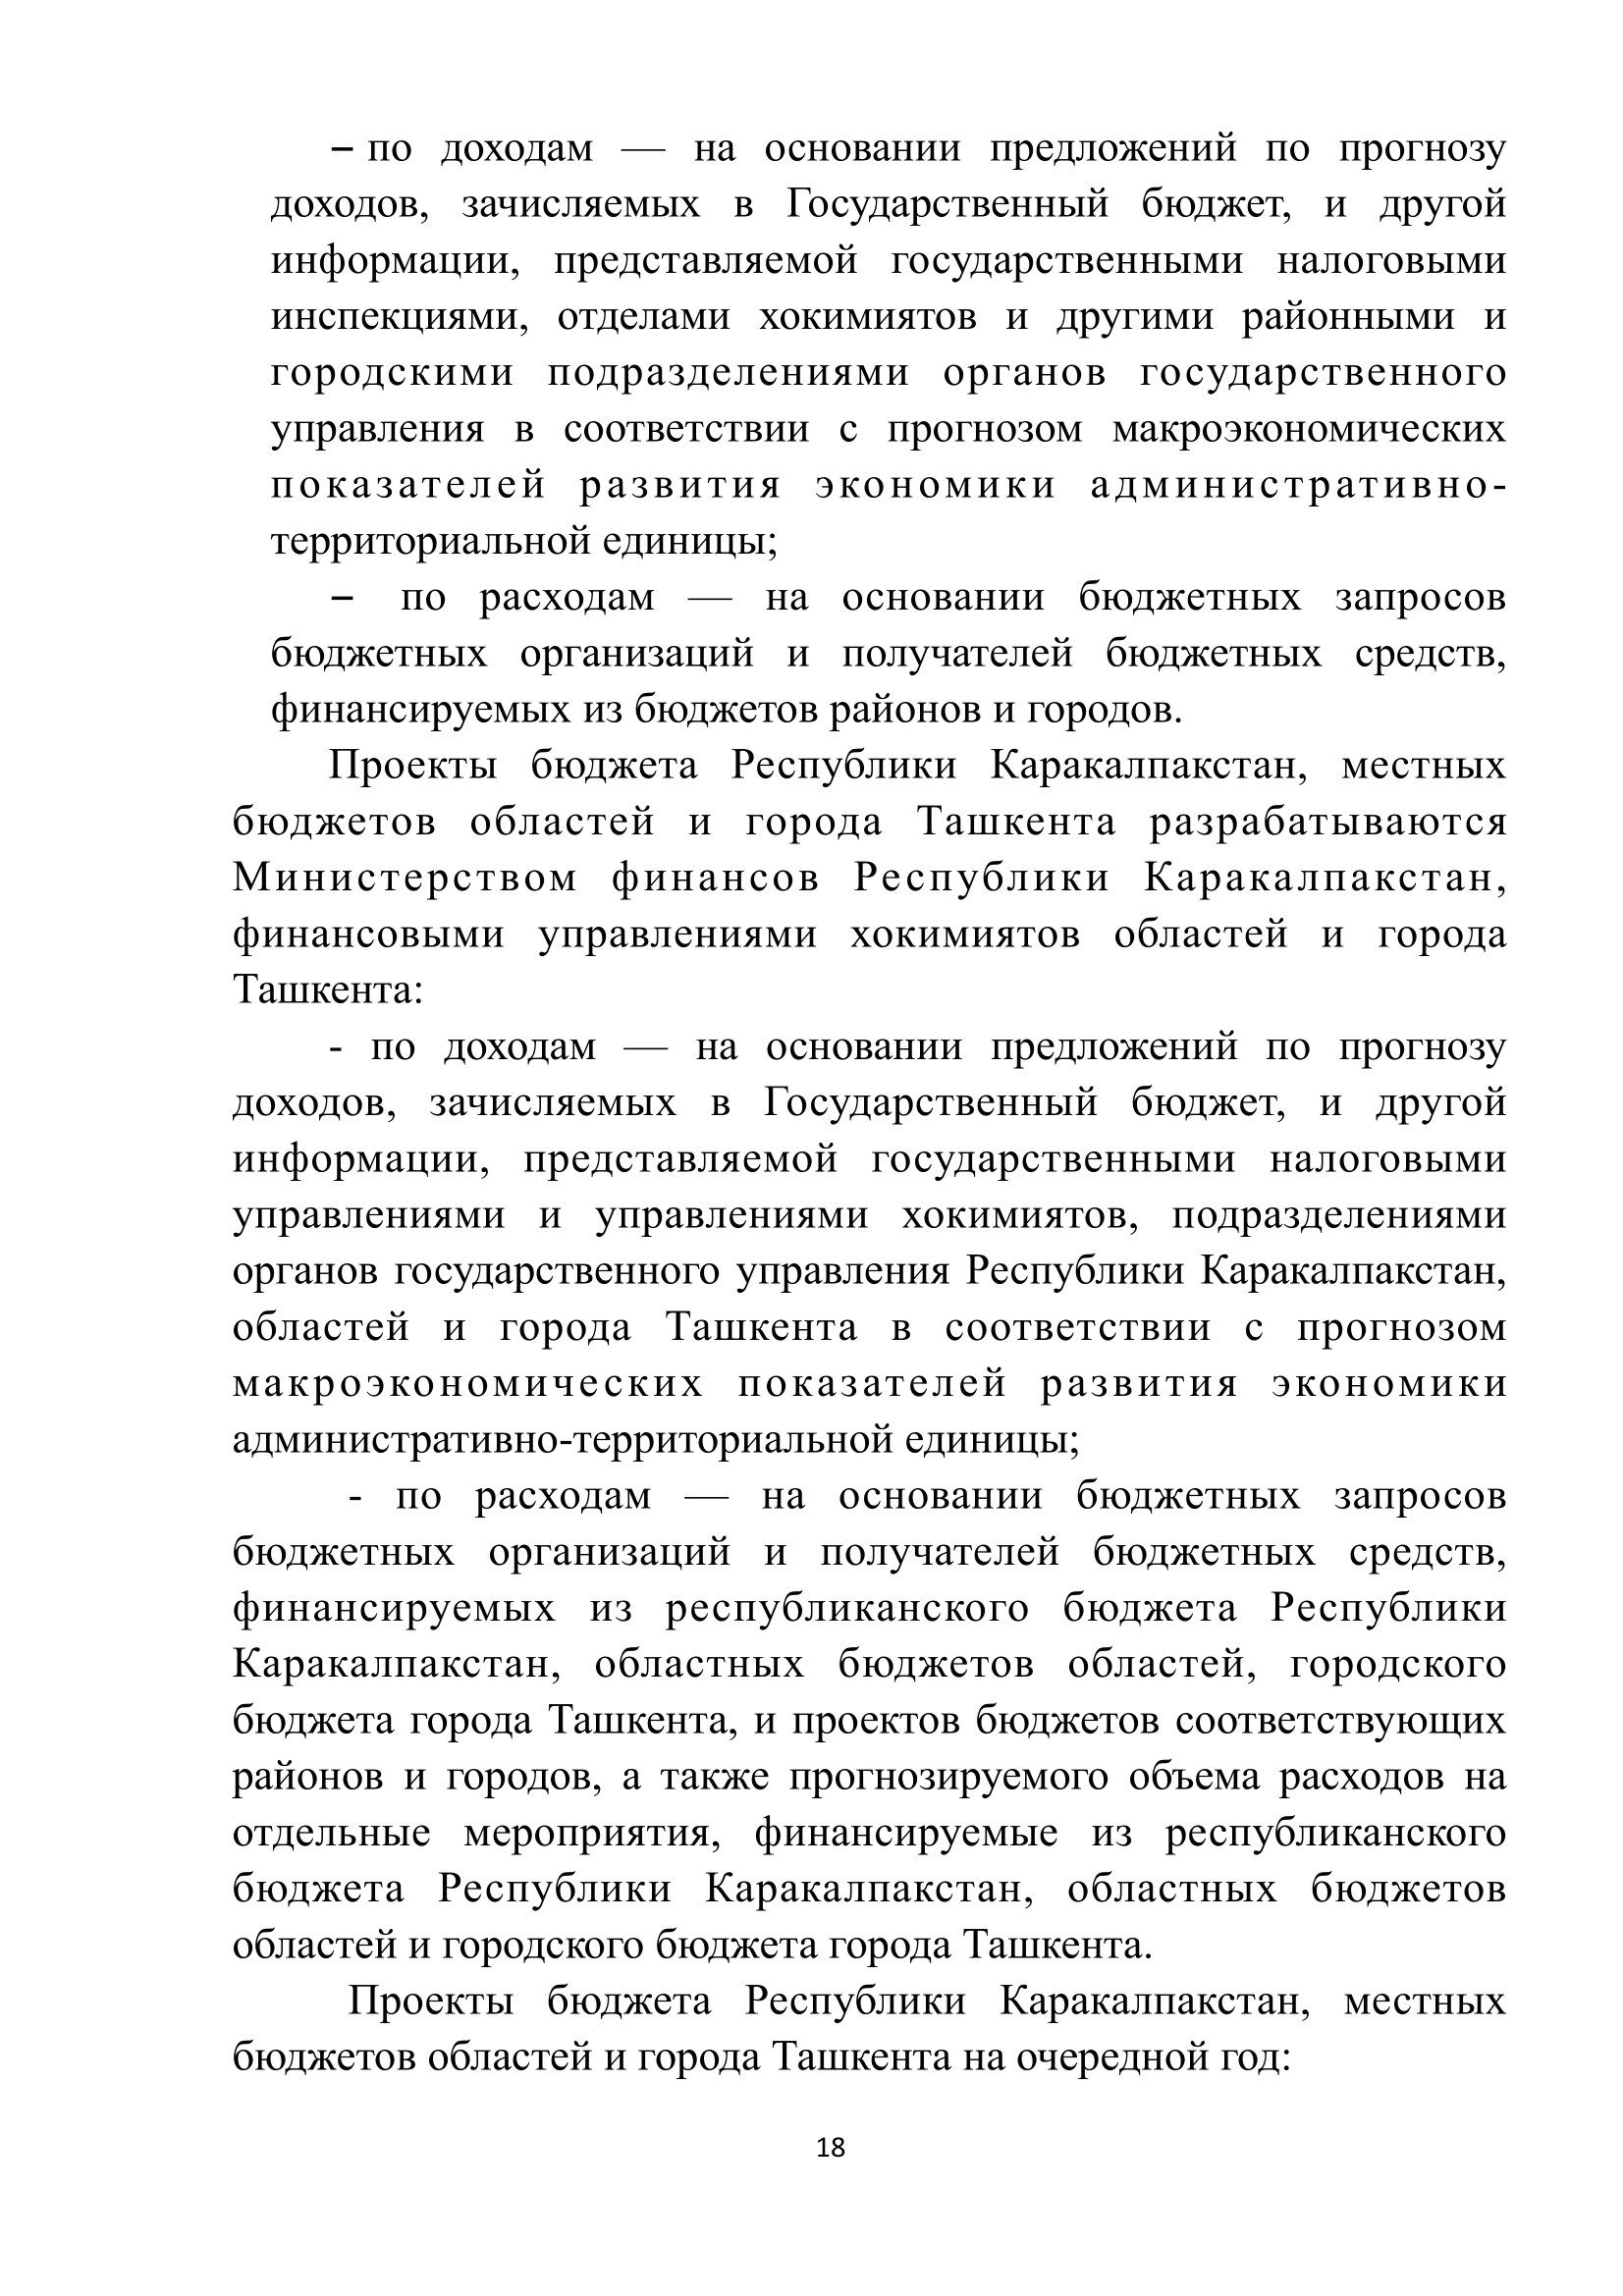 – по доходам — на основании предложений по прогнозу
доходов, зачисляемых в Государственный бюджет, и другой
информации, представляемой государственными налоговыми
инспекциями, отделами хокимиятов и другими районными и
городскими подразделениями органов государственного
управления в соответствии с прогнозом макроэкономических
показателей развития экономики административно-
территориальной единицы;
– по расходам — на основании бюджетных запросов
бюджетных организаций и получателей бюджетных средств,
финансируемых из бюджетов районов и городов.
Проекты бюджета Республики Каракалпакстан, местных
бюджетов областей и города Ташкента разрабатываются
Министерством финансов Республики Каракалпакстан,
финансовыми управлениями хокимиятов областей и города
Ташкента:
- по доходам — на основании предложений по прогнозу
доходов, зачисляемых в Государственный бюджет, и другой
информации, представляемой государственными налоговыми
управлениями и управлениями хокимиятов, подразделениями
органов государственного управления Республики Каракалпакстан,
областей и города Ташкента в соответствии с прогнозом
макроэкономических показателей развития экономики
административно-территориальной единицы;
- по расходам — на основании бюджетных запросов
бюджетных организаций и получателей бюджетных средств,
финансируемых из республиканского бюджета Республики
Каракалпакстан, областных бюджетов областей, городского
бюджета города Ташкента, и проектов бюджетов соответствующих
районов и городов, а также прогнозируемого объема расходов на
отдельные мероприятия, финансируемые из республиканского
бюджета Республики Каракалпакстан, областных бюджетов
областей и городского бюджета города Ташкента.
Проекты бюджета Республики Каракалпакстан, местных
бюджетов областей и города Ташкента на очередной год:
18